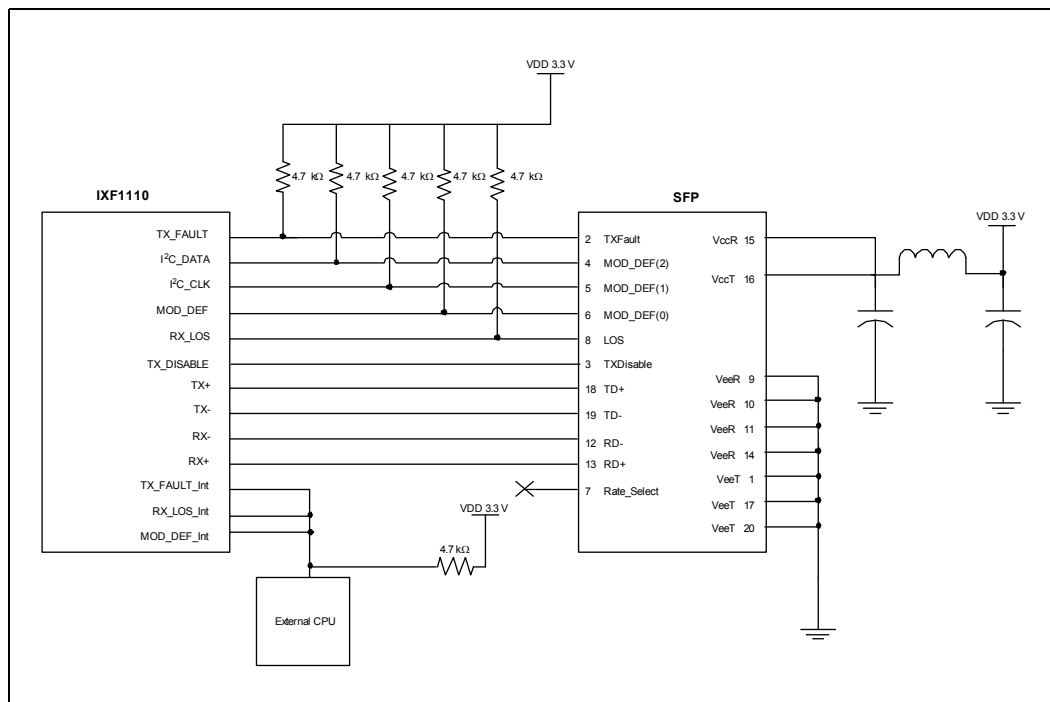 VDD 3.3 V
4.7 kΩ 4.7 kΩ 4.7 kΩ 4.7 kΩ 4.7 kΩ
IXF1110
TX_FAULT
I²C_DATA
I²C_CLK
MOD_DEF
RX_LOS
TX_DISABLE
TX+
TX-
RX-
RX+
TX_FAULT_Int
RX_LOS_Int
MOD_DEF_Int
SFP
2 TXFault
4 MOD_DEF(2)
5 MOD_DEF(1)
6 MOD_DEF(0)
8 LOS
3 TXDisable
18 TD+
19 TD-
12 RD-
13 RD+
7 Rate_Select
VccR 15
VccT 16
VeeR 9
VeeR 10
VeeR 11
VeeR 14
VeeT 1
VeeT 17
VeeT 20
VDD 3.3 V
VDD 3.3 V
4.7 kΩ
External CPU